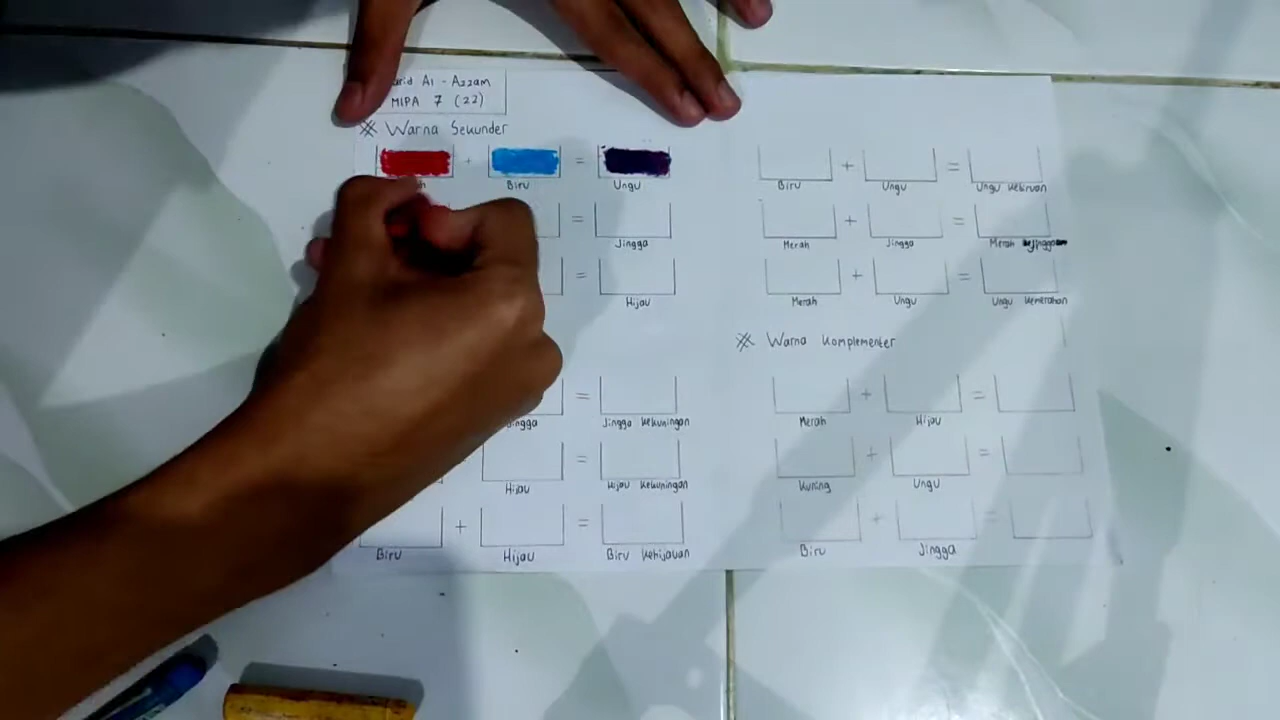 Al - Azzam
MIPA 7 (22)
Warna Sekunder
+ Biru = Ungu
= Jingga
= Hijau
= Jingga kekuningan
Hijau = Hijau kekuningan
Biru + Hijau = Biru kehijauan
Biru + Ungu = Ungu kebiruan
Merah + Jingga = Merah
Merah + Ungu = Ungu kemerahan
Warna Komplementer
Merah + Hijau =
Kuning + Ungu =
Biru + Jingga =